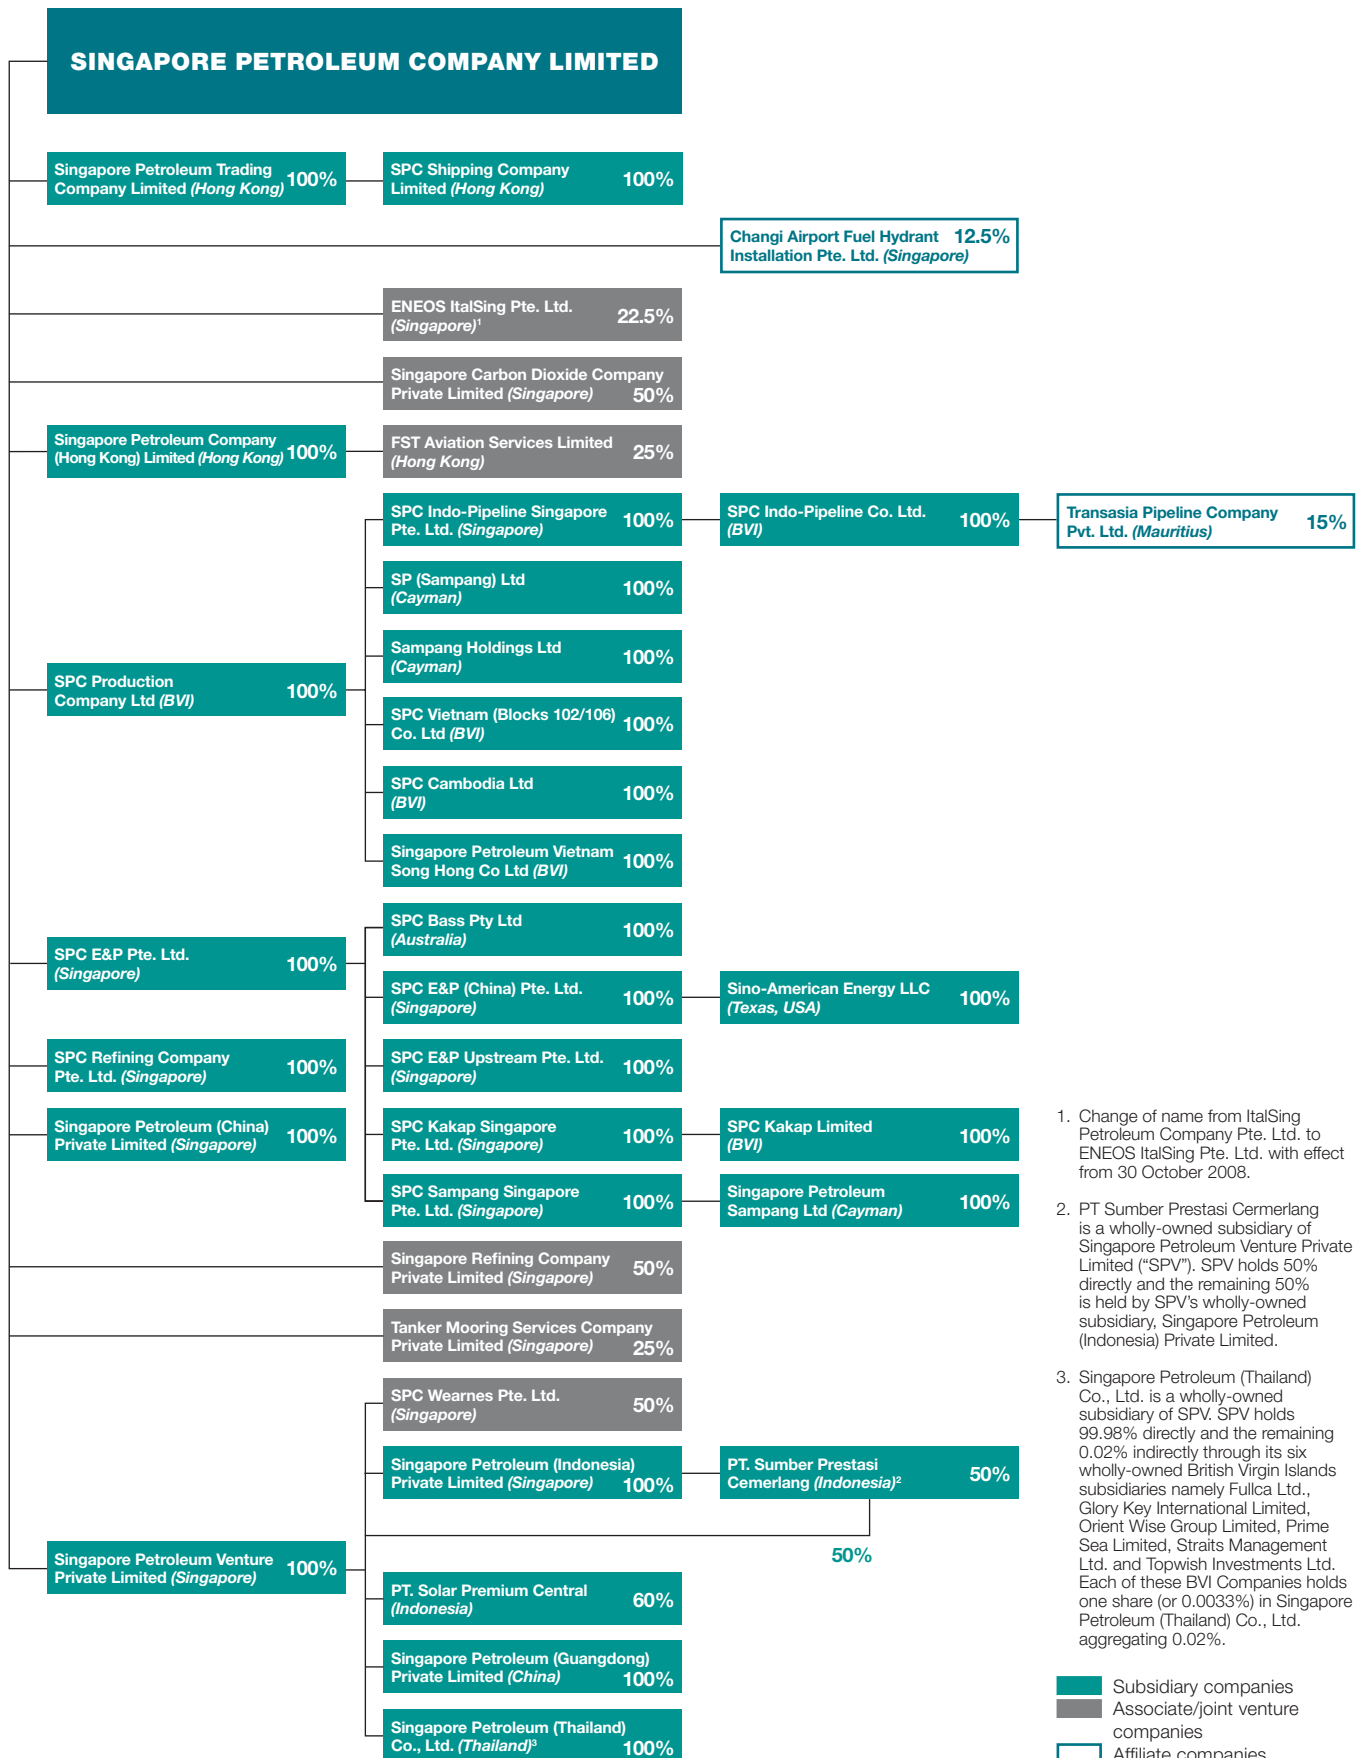 SINGAPORE PETROLEUM COMPANY LIMITED
Singapore Petroleum Trading
Company Limited (Hong Kong) 100%
SPC Shipping Company
Limited (Hong Kong) 100%
Changi Airport Fuel Hydrant 12.5%
Installation Pte. Ltd. (Singapore)
ENEOS ItalSing Pte. Ltd.
(Singapore)¹ 22.5%
Singapore Carbon Dioxide Company
Private Limited (Singapore) 50%
Singapore Petroleum Company
(Hong Kong) Limited (Hong Kong) 100%
FST Aviation Services Limited
(Hong Kong) 25%
SPC Indo-Pipeline Singapore
Pte. Ltd. (Singapore) 100%
SPC Indo-Pipeline Co. Ltd.
(BVI) 100%
Transasia Pipeline Company
Pvt. Ltd. (Mauritius) 15%
SP (Sampang) Ltd
(Cayman) 100%
Sampang Holdings Ltd
(Cayman) 100%
SPC Production
Company Ltd (BVI) 100%
SPC Vietnam (Blocks 102/106)
Co. Ltd (BVI) 100%
SPC Cambodia Ltd
(BVI) 100%
Singapore Petroleum Vietnam
Song Hong Co Ltd (BVI) 100%
SPC Bass Pty Ltd
(Australia) 100%
SPC E&P Pte. Ltd.
(Singapore) 100%
SPC E&P (China) Pte. Ltd.
(Singapore) 100%
Sino-American Energy LLC
(Texas, USA) 100%
SPC Refining Company
Pte. Ltd. (Singapore) 100%
SPC E&P Upstream Pte. Ltd.
(Singapore) 100%
Singapore Petroleum (China)
Private Limited (Singapore) 100%
SPC Kakap Singapore
Pte. Ltd. (Singapore) 100%
SPC Kakap Limited
(BVI) 100%
SPC Sampang Singapore
Pte. Ltd. (Singapore) 100%
Singapore Petroleum
Sampang Ltd (Cayman) 100%
Singapore Refining Company
Private Limited (Singapore) 50%
Tanker Mooring Services Company
Private Limited (Singapore) 25%
SPC Wearnes Pte. Ltd.
(Singapore) 50%
Singapore Petroleum (Indonesia)
Private Limited (Singapore) 100%
PT. Sumber Prestasi
Cemerlang (Indonesia)² 50%
50%
Singapore Petroleum Venture
Private Limited (Singapore) 100%
PT. Solar Premium Central
(Indonesia) 60%
Singapore Petroleum (Guangdong)
Private Limited (China) 100%
Singapore Petroleum (Thailand)
Co., Ltd. (Thailand)³ 100%
1. Change of name from ItalSing
Petroleum Company Pte. Ltd. to
ENEOS ItalSing Pte. Ltd. with effect
from 30 October 2008.
2. PT Sumber Prestasi Cermerlang
is a wholly-owned subsidiary of
Singapore Petroleum Venture Private
Limited (“SPV”). SPV holds 50%
directly and the remaining 50%
is held by SPV’s wholly-owned
subsidiary, Singapore Petroleum
(Indonesia) Private Limited.
3. Singapore Petroleum (Thailand)
Co., Ltd. is a wholly-owned
subsidiary of SPV. SPV holds
99.98% directly and the remaining
0.02% indirectly through its six
wholly-owned British Virgin Islands
subsidiaries namely Fullca Ltd.,
Glory Key International Limited,
Orient Wise Group Limited, Prime
Sea Limited, Straits Management
Ltd. and Topwish Investments Ltd.
Each of these BVI Companies holds
one share (or 0.0033%) in Singapore
Petroleum (Thailand) Co., Ltd.
aggregating 0.02%.
Subsidiary companies
Associate/joint venture
companies
Affiliate companies